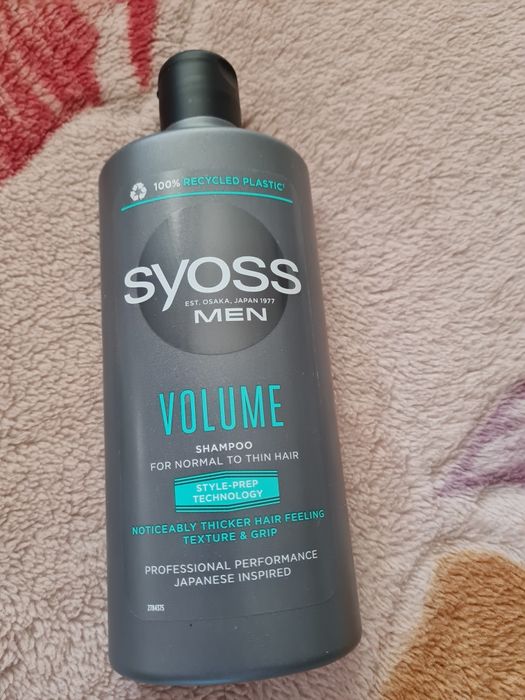 100% RECYCLED PLASTIC¹
syoss
EST. OSAKA, JAPAN 1977
MEN
VOLUME
SHAMPOO
FOR NORMAL TO THIN HAIR
STYLE-PREP
TECHNOLOGY
NOTICEABLY THICKER HAIR FEELING
TEXTURE & GRIP
PROFESSIONAL PERFORMANCE
JAPANESE INSPIRED